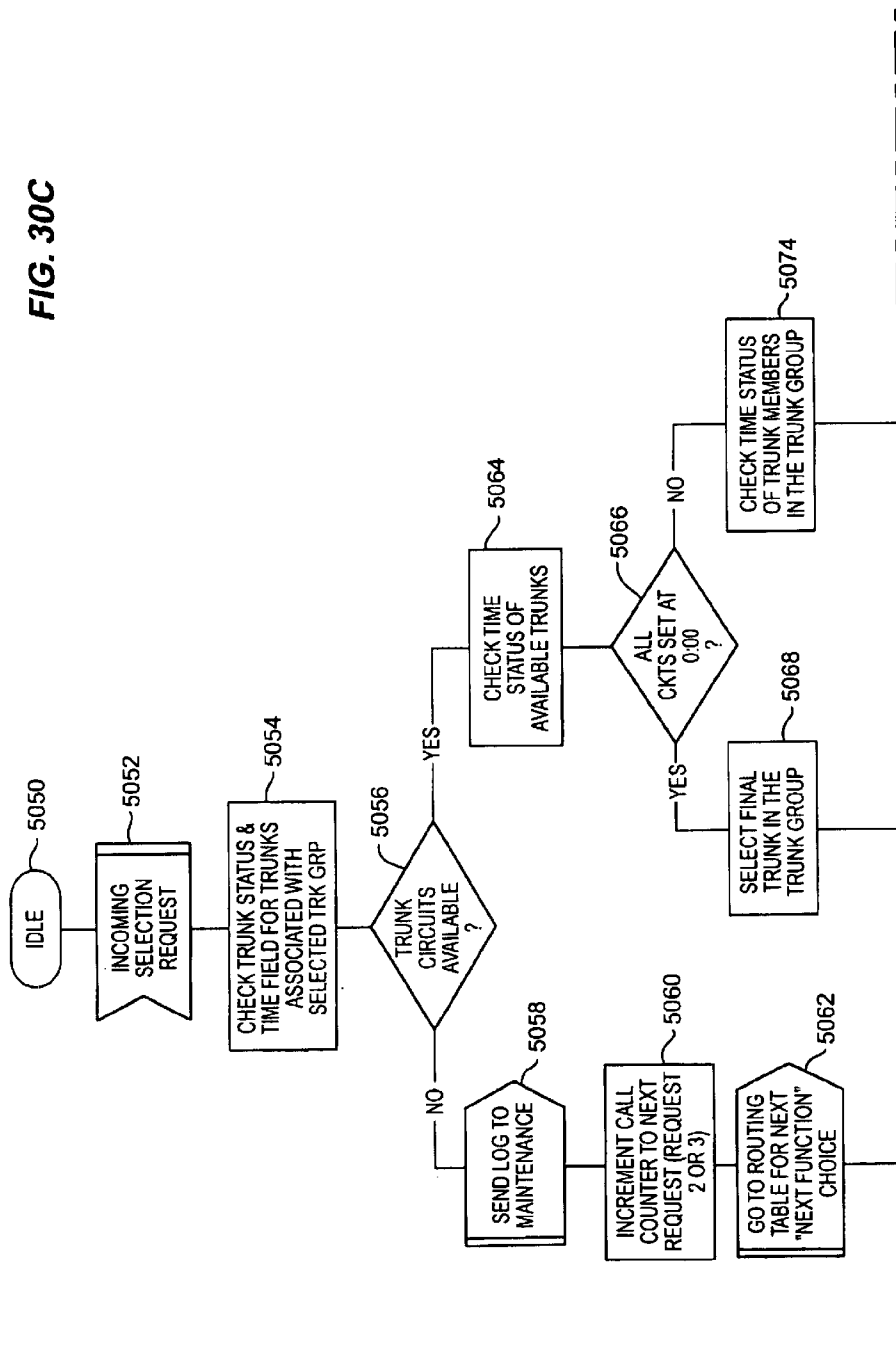 FIG. 30C
IDLE
5050
INCOMING
SELECTION
REQUEST
5052
CHECK TRUNK STATUS &
TIME FIELD FOR TRUNKS
ASSOCIATED WITH
SELECTED TRK GRP
5054
TRUNK
CIRCUITS
AVAILABLE
?
5056
NO
YES
SEND LOG TO
MAINTENANCE
5058
INCREMENT CALL
COUNTER TO NEXT
REQUEST (REQUEST
2 OR 3)
5060
GO TO ROUTING
TABLE FOR NEXT
"NEXT FUNCTION"
CHOICE
5062
CHECK TIME
STATUS OF
AVAILABLE TRUNKS
5064
ALL
CKTS SET AT
0:00
?
5066
YES
NO
SELECT FINAL
TRUNK IN THE
TRUNK GROUP
5068
CHECK TIME STATUS
OF TRUNK MEMBERS
IN THE TRUNK GROUP
5074